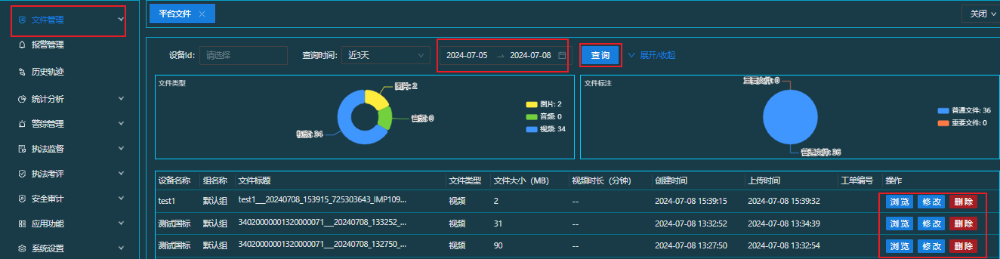 文件管理
报警管理
历史轨迹
统计分析
警综管理
执法监督
执法考评
安全审计
应用功能
系统设置
平台文件
关闭
设备Id: 请选择 查询时间: 近3天 2024-07-05 → 2024-07-08 查询 展开/收起
文件类型
图片: 2
音频: 0
图片: 2
音频: 0
视频: 34
文件标注
重要文件: 0
普通文件: 36
普通文件: 36
重要文件: 0
设备名称 组名称 文件标题 文件类型 文件大小（MB） 视频时长（分钟） 创建时间 上传时间 工单编号 操作
test1 默认组 test1___20240708_153915_725303643_IMP109... 视频 2 -- 2024-07-08 15:39:15 2024-07-08 15:39:32 浏览 修改 删除
测试国标 默认组 34020000001320000071___20240708_133252_... 视频 31 -- 2024-07-08 13:32:52 2024-07-08 13:34:39 浏览 修改 删除
测试国标 默认组 34020000001320000071___20240708_132750_... 视频 90 -- 2024-07-08 13:27:50 2024-07-08 13:32:54 浏览 修改 删除